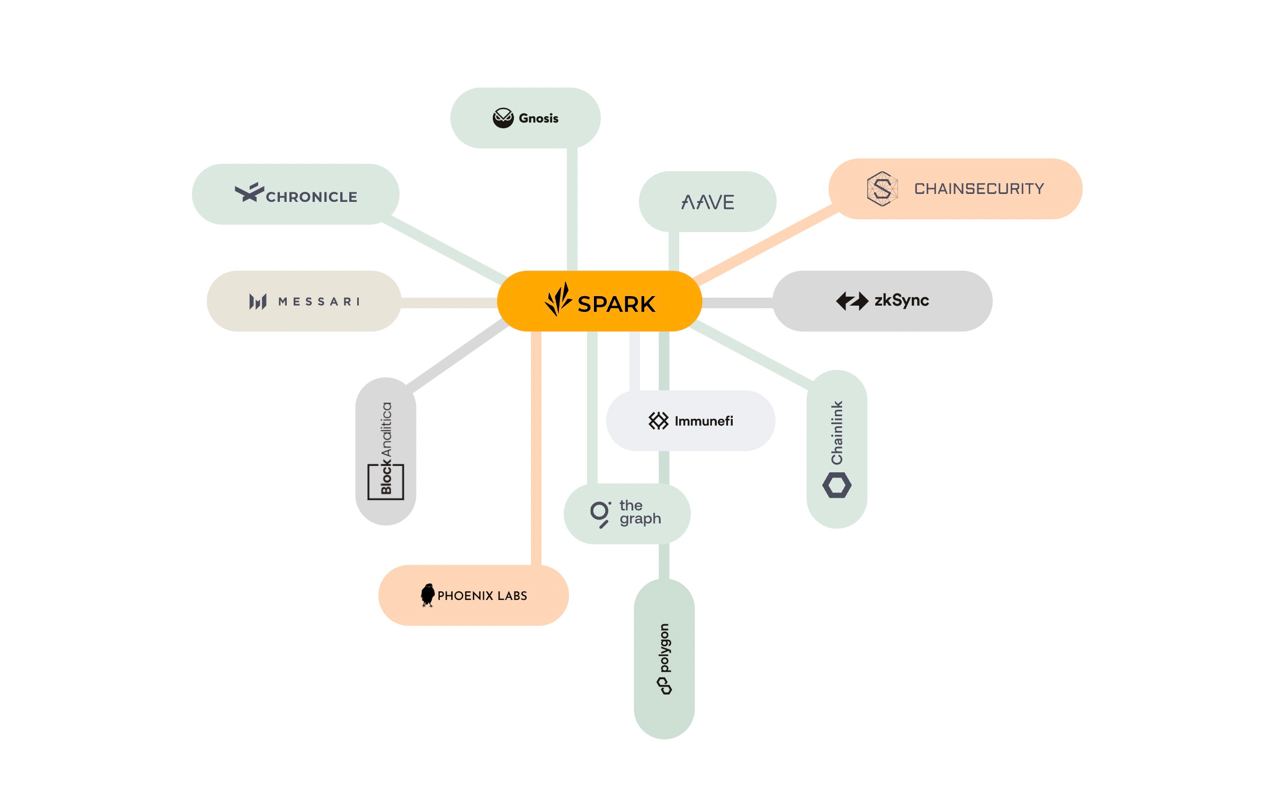 Gnosis
CHRONICLE
AAVE
CHAINSECURITY
MESSARI
SPARK
zkSync
Block Analitica
Immunefi
Chainlink
the
graph
PHOENIX LABS
polygon